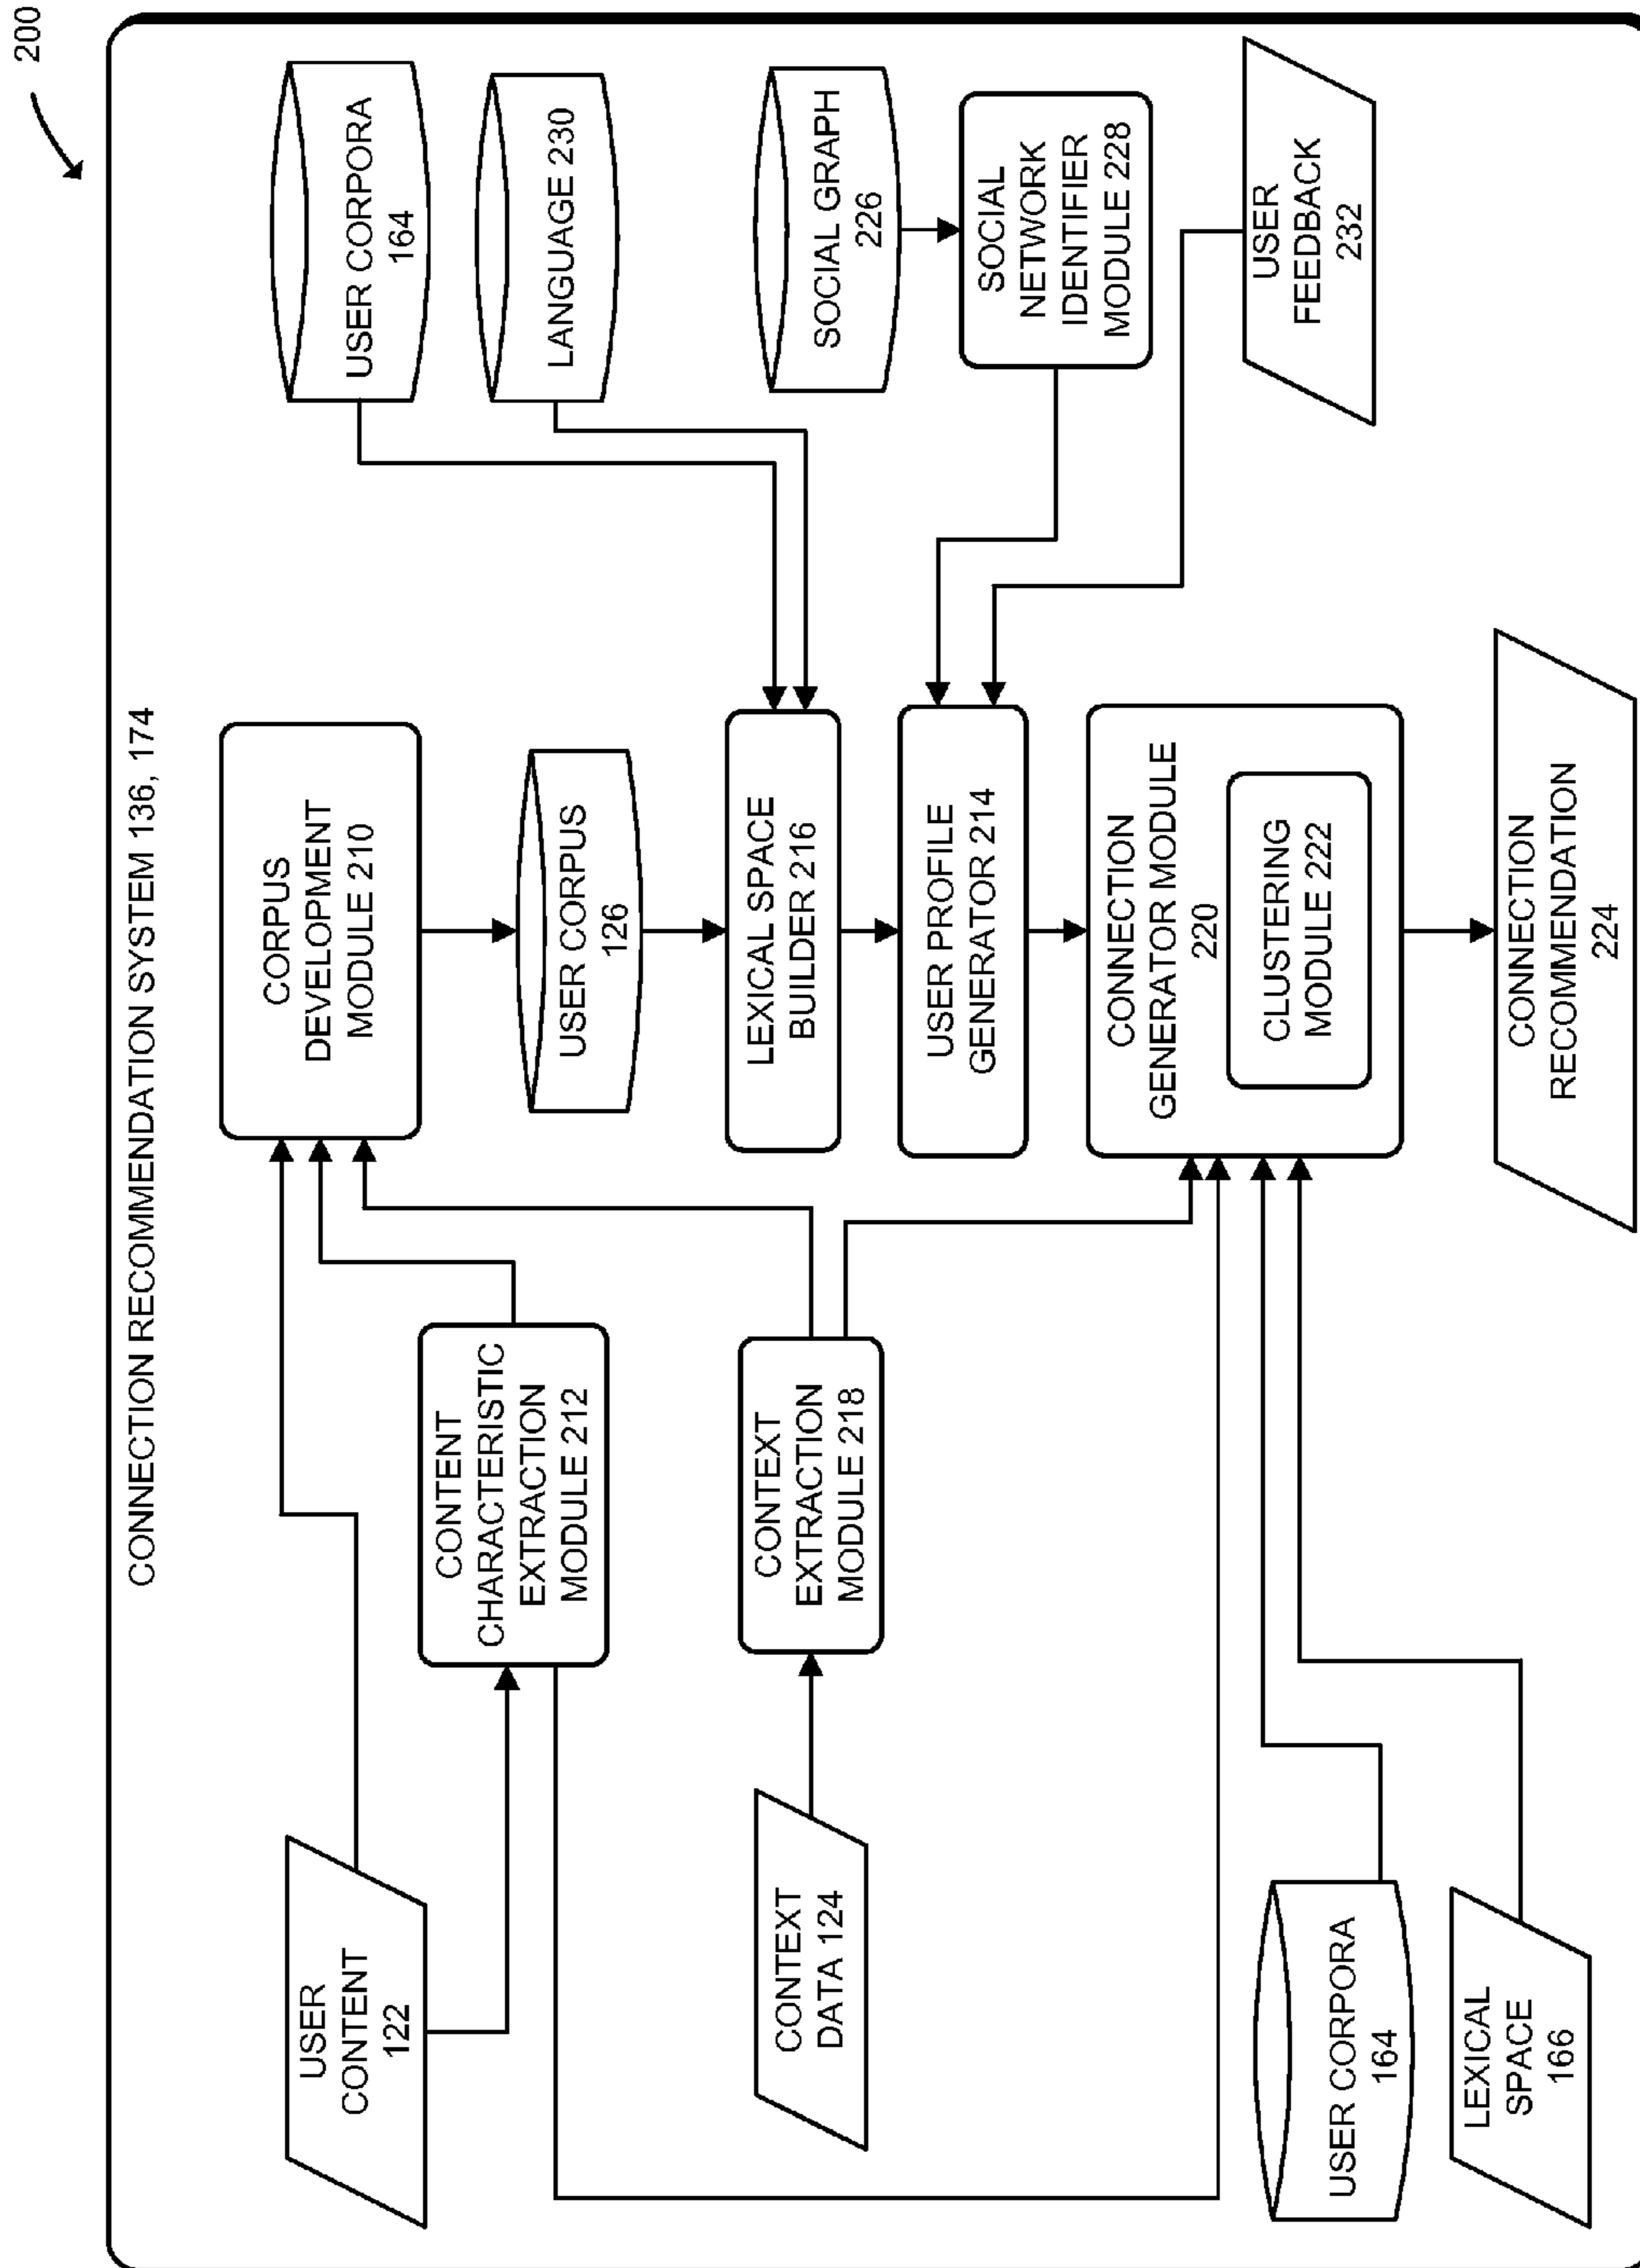 200
CONNECTION RECOMMENDATION SYSTEM 136, 174
USER
CONTENT
122
CONTENT
CHARACTERISTIC
EXTRACTION
MODULE 212
CONTEXT
DATA 124
CONTEXT
EXTRACTION
MODULE 218
USER CORPORA
164
LEXICAL
SPACE
166
CORPUS
DEVELOPMENT
MODULE 210
USER CORPUS
126
LEXICAL SPACE
BUILDER 216
USER PROFILE
GENERATOR 214
CONNECTION
GENERATOR MODULE
220
CLUSTERING
MODULE 222
CONNECTION
RECOMMENDATION
224
USER CORPORA
164
LANGUAGE 230
SOCIAL GRAPH
226
SOCIAL
NETWORK
IDENTIFIER
MODULE 228
USER
FEEDBACK
232